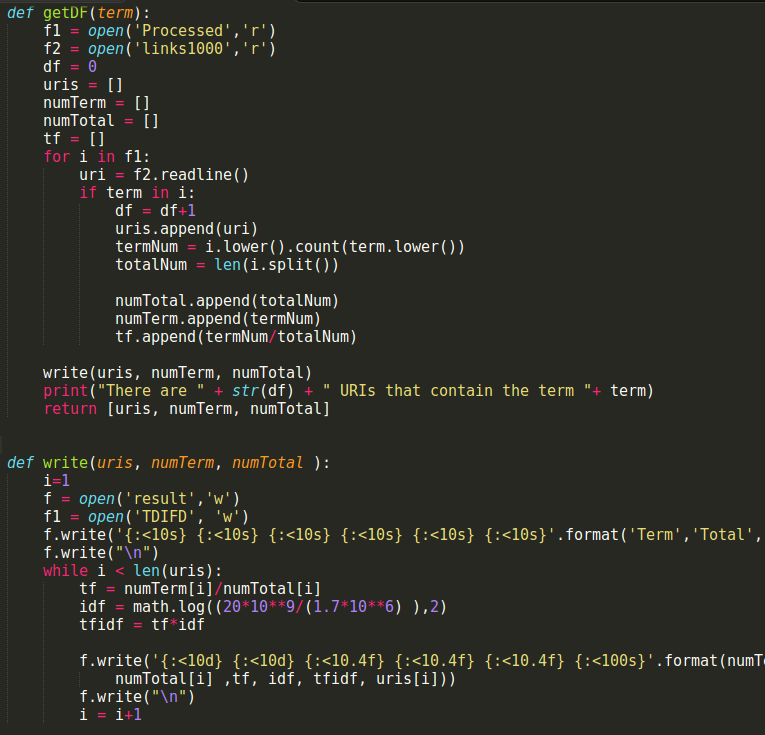 def getDF(term):
    f1 = open('Processed','r')
    f2 = open('links1000','r')
    df = 0
    uris = []
    numTerm = []
    numTotal = []
    tf = []
    for i in f1:
        uri = f2.readline()
        if term in i:
            df = df+1
            uris.append(uri)
            termNum = i.lower().count(term.lower())
            totalNum = len(i.split())

            numTotal.append(totalNum)
            numTerm.append(termNum)
            tf.append(termNum/totalNum)

    write(uris, numTerm, numTotal)
    print("There are " + str(df) + " URIs that contain the term "+ term)
    return [uris, numTerm, numTotal]

def write(uris, numTerm, numTotal ):
    i=1
    f = open('result','w')
    f1 = open('TDIFD', 'w')
    f.write('{:<10s} {:<10s} {:<10s} {:<10s} {:<10s} {:<10s}'.format('Term','Total',
    f.write("\n")
    while i < len(uris):
        tf = numTerm[i]/numTotal[i]
        idf = math.log((20*10**9/(1.7*10**6) ),2)
        tfidf = tf*idf

        f.write('{:<10d} {:<10d} {:<10.4f} {:<10.4f} {:<10.4f} {:<100s}'.format(numT
            numTotal[i] ,tf, idf, tfidf, uris[i]))
        f.write("\n")
        i = i+1